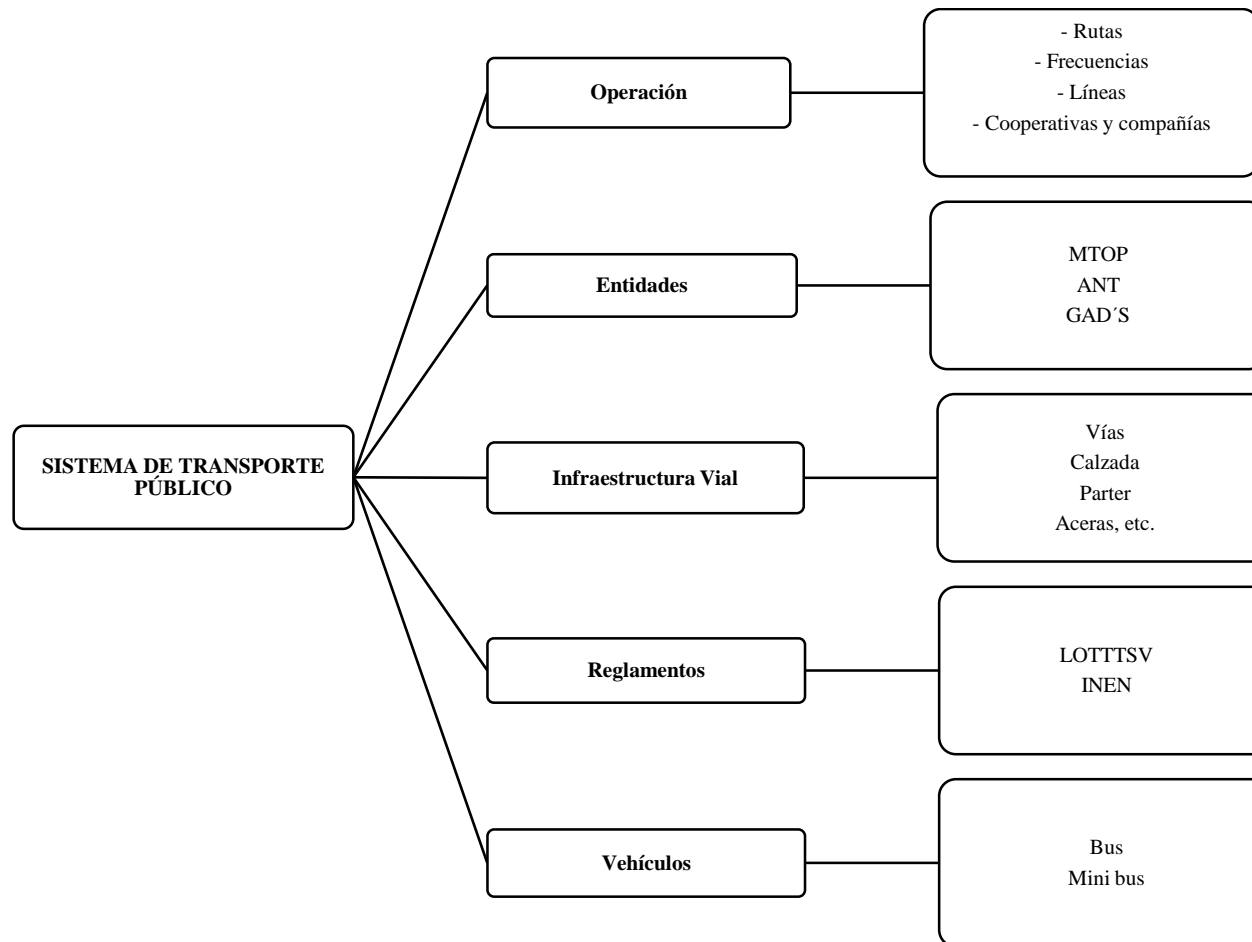 SISTEMA DE TRANSPORTE
PÚBLICO
Operación
- Rutas
- Frecuencias
- Líneas
- Cooperativas y compañías
Entidades
MTOP
ANT
GAD´S
Infraestructura Vial
Vías
Calzada
Parter
Aceras, etc.
Reglamentos
LOTTTSV
INEN
Vehículos
Bus
Mini bus